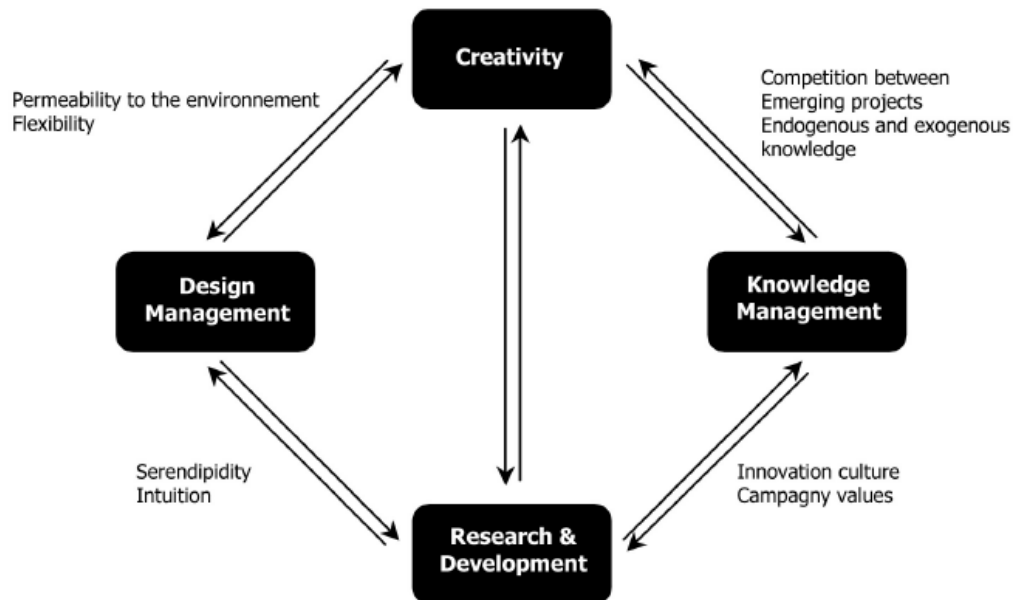 Creativity
Permeability to the environnement
Flexibility
Competition between
Emerging projects
Endogenous and exogenous
knowledge
Design
Management
Knowledge
Management
Serendipidity
Intuition
Innovation culture
Campagny values
Research &
Development